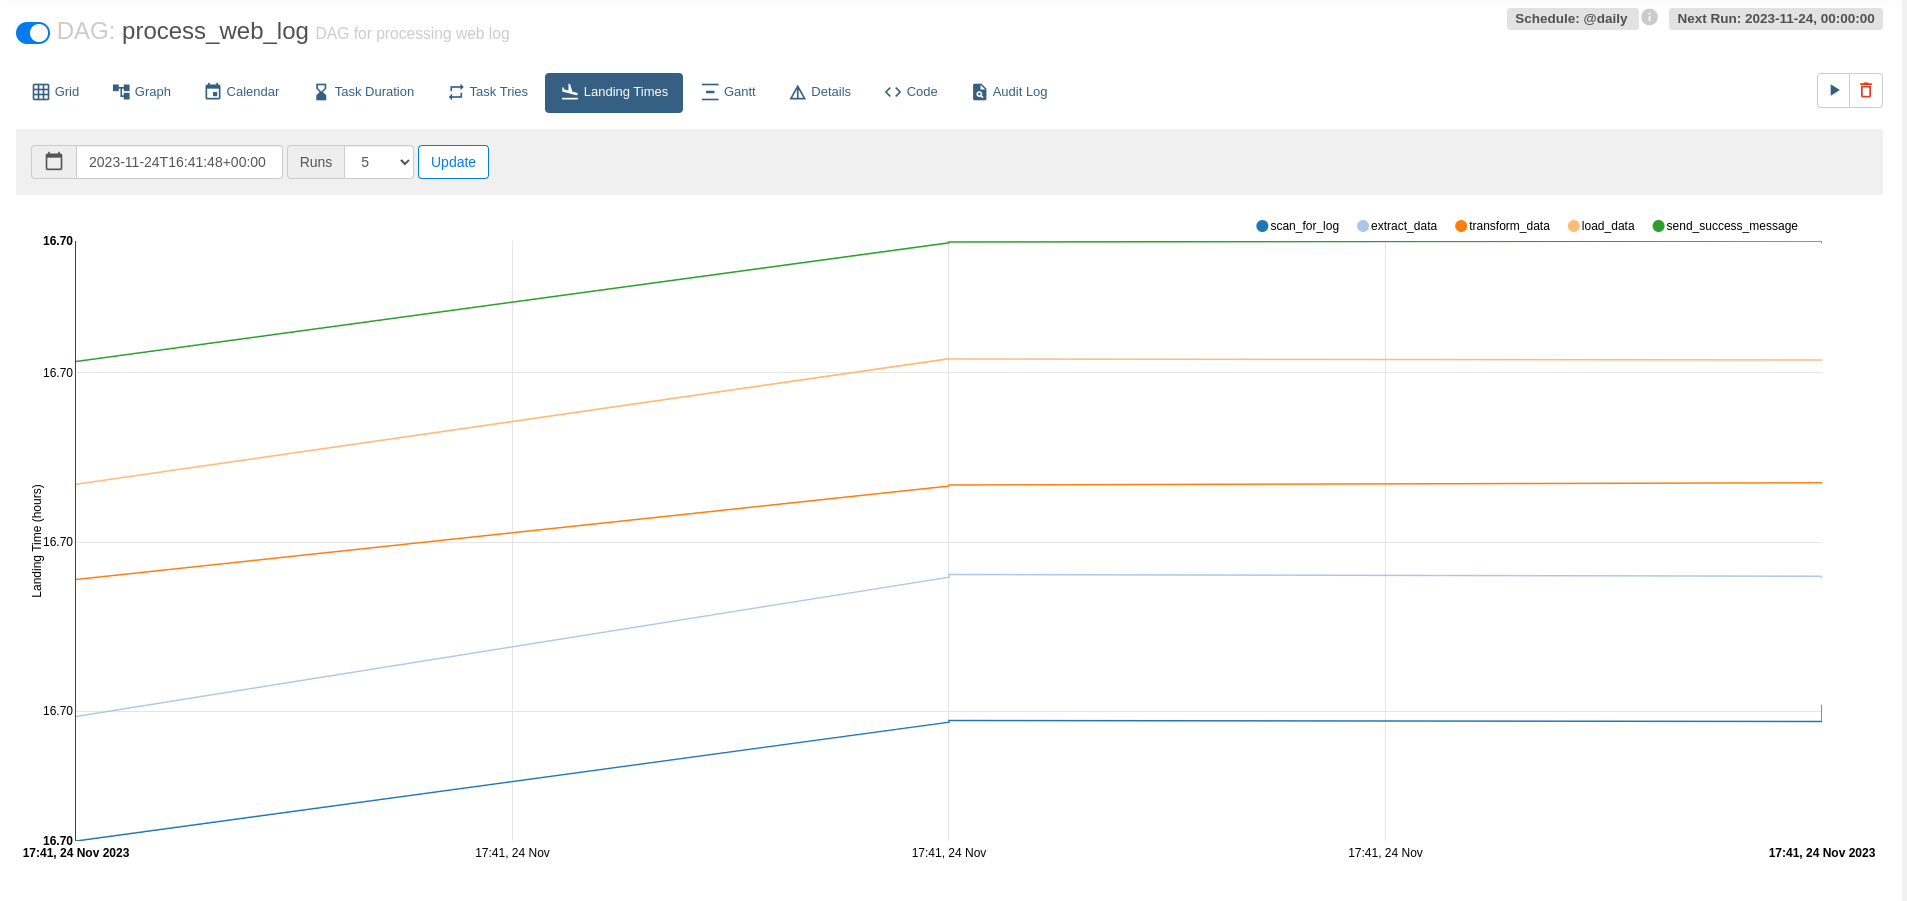 DAG: process_web_log DAG for processing web log
Schedule: @daily Next Run: 2023-11-24, 00:00:00
Grid Graph Calendar Task Duration Task Tries Landing Times Gantt Details Code Audit Log
2023-11-24T16:41:48+00:00 Runs 5 Update
scan_for_log extract_data transform_data load_data send_success_message
16.70
16.70
Landing Time (hours)
16.70
16.70
16.70
17:41, 24 Nov 2023 17:41, 24 Nov 17:41, 24 Nov 17:41, 24 Nov 17:41, 24 Nov 2023